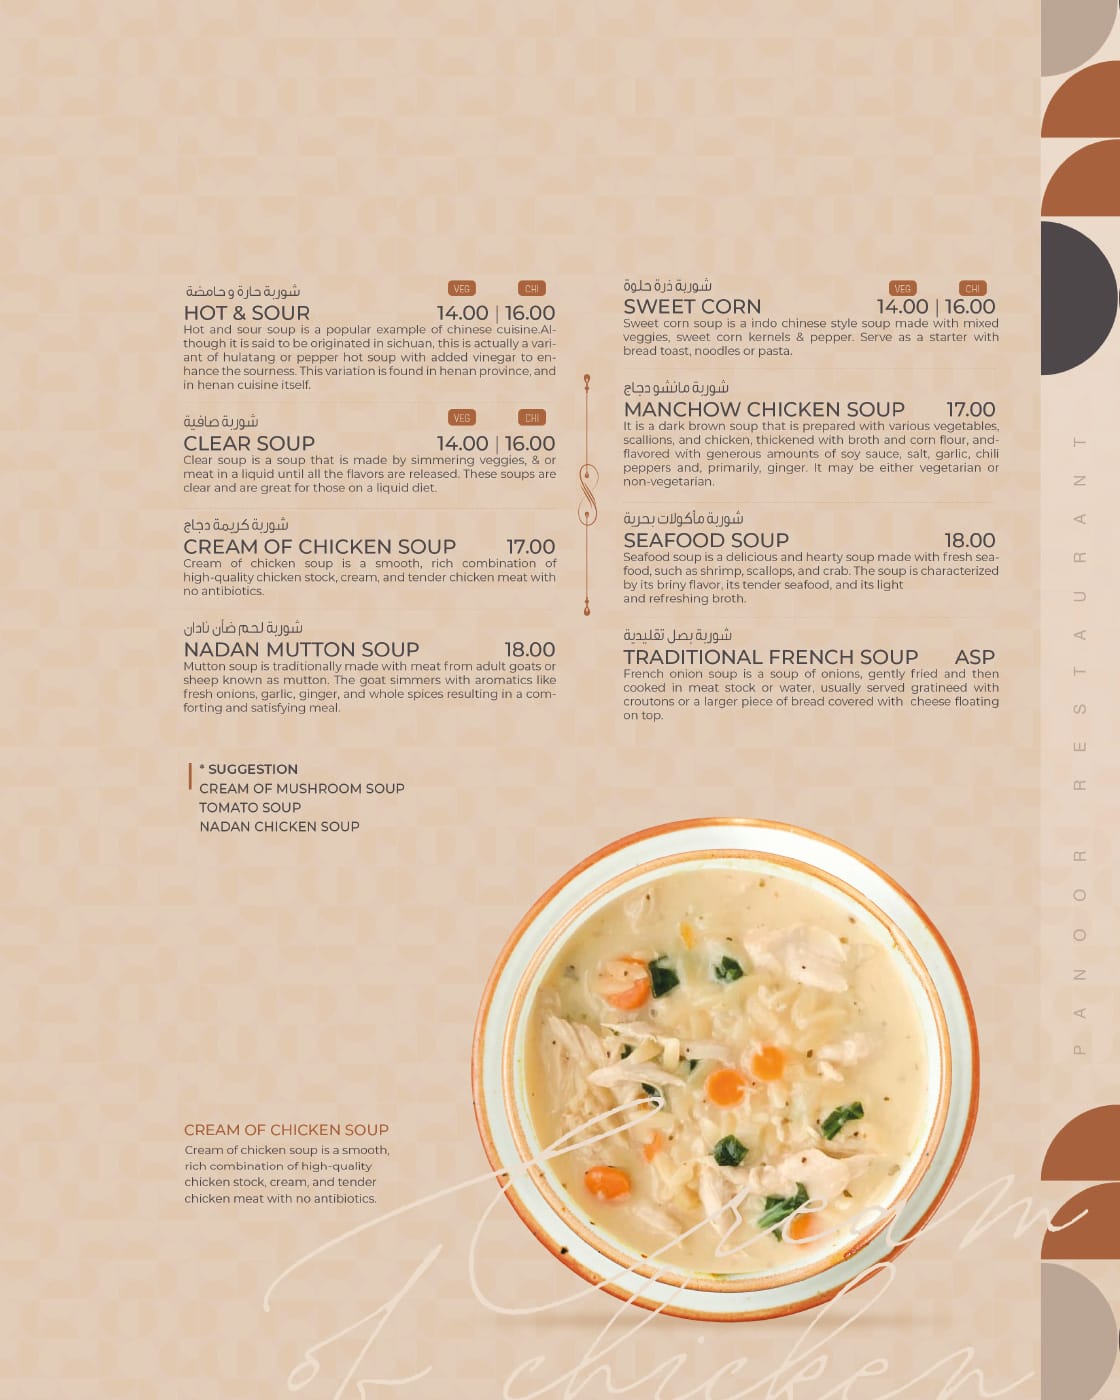 شوربة حارة و حامضة
VEG CHI
HOT & SOUR 14.00 | 16.00
Hot and sour soup is a popular example of chinese cuisine.Al-
though it is said to be originated in sichuan, this is actually a vari-
ant of hulatang or pepper hot soup with added vinegar to en-
hance the sourness. This variation is found in henan province, and
in henan cuisine itself.
شوربة صافية
VEG CHI
CLEAR SOUP 14.00 | 16.00
Clear soup is a soup that is made by simmering veggies, & or
meat in a liquid until all the flavors are released. These soups are
clear and are great for those on a liquid diet.
شوربة كريمة دجاج
CREAM OF CHICKEN SOUP 17.00
Cream of chicken soup is a smooth, rich combination of
high-quality chicken stock, cream, and tender chicken meat with
no antibiotics.
شوربة لحم ضأن نادان
NADAN MUTTON SOUP 18.00
Mutton soup is traditionally made with meat from adult goats or
sheep known as mutton. The goat simmers with aromatics like
fresh onions, garlic, ginger, and whole spices resulting in a com-
forting and satisfying meal.
شوربة ذرة حلوة
VEG CHI
SWEET CORN 14.00 | 16.00
Sweet corn soup is a indo chinese style soup made with mixed
veggies, sweet corn kernels & pepper. Serve as a starter with
bread toast, noodles or pasta.
شوربة مانشو دجاج
MANCHOW CHICKEN SOUP 17.00
It is a dark brown soup that is prepared with various vegetables,
scallions, and chicken, thickened with broth and corn flour, and-
flavored with generous amounts of soy sauce, salt, garlic, chili
peppers and, primarily, ginger. It may be either vegetarian or
non-vegetarian.
شوربة مأكولات بحرية
SEAFOOD SOUP 18.00
Seafood soup is a delicious and hearty soup made with fresh sea-
food, such as shrimp, scallops, and crab. The soup is characterized
by its briny flavor, its tender seafood, and its light
and refreshing broth.
شوربة بصل تقليدية
TRADITIONAL FRENCH SOUP ASP
French onion soup is a soup of onions, gently fried and then
cooked in meat stock or water, usually served gratineed with
croutons or a larger piece of bread covered with cheese floating
on top.
* SUGGESTION
CREAM OF MUSHROOM SOUP
TOMATO SOUP
NADAN CHICKEN SOUP
CREAM OF CHICKEN SOUP
Cream of chicken soup is a smooth,
rich combination of high-quality
chicken stock, cream, and tender
chicken meat with no antibiotics.
Cream
of chicken
PANOOR RESTAURANT